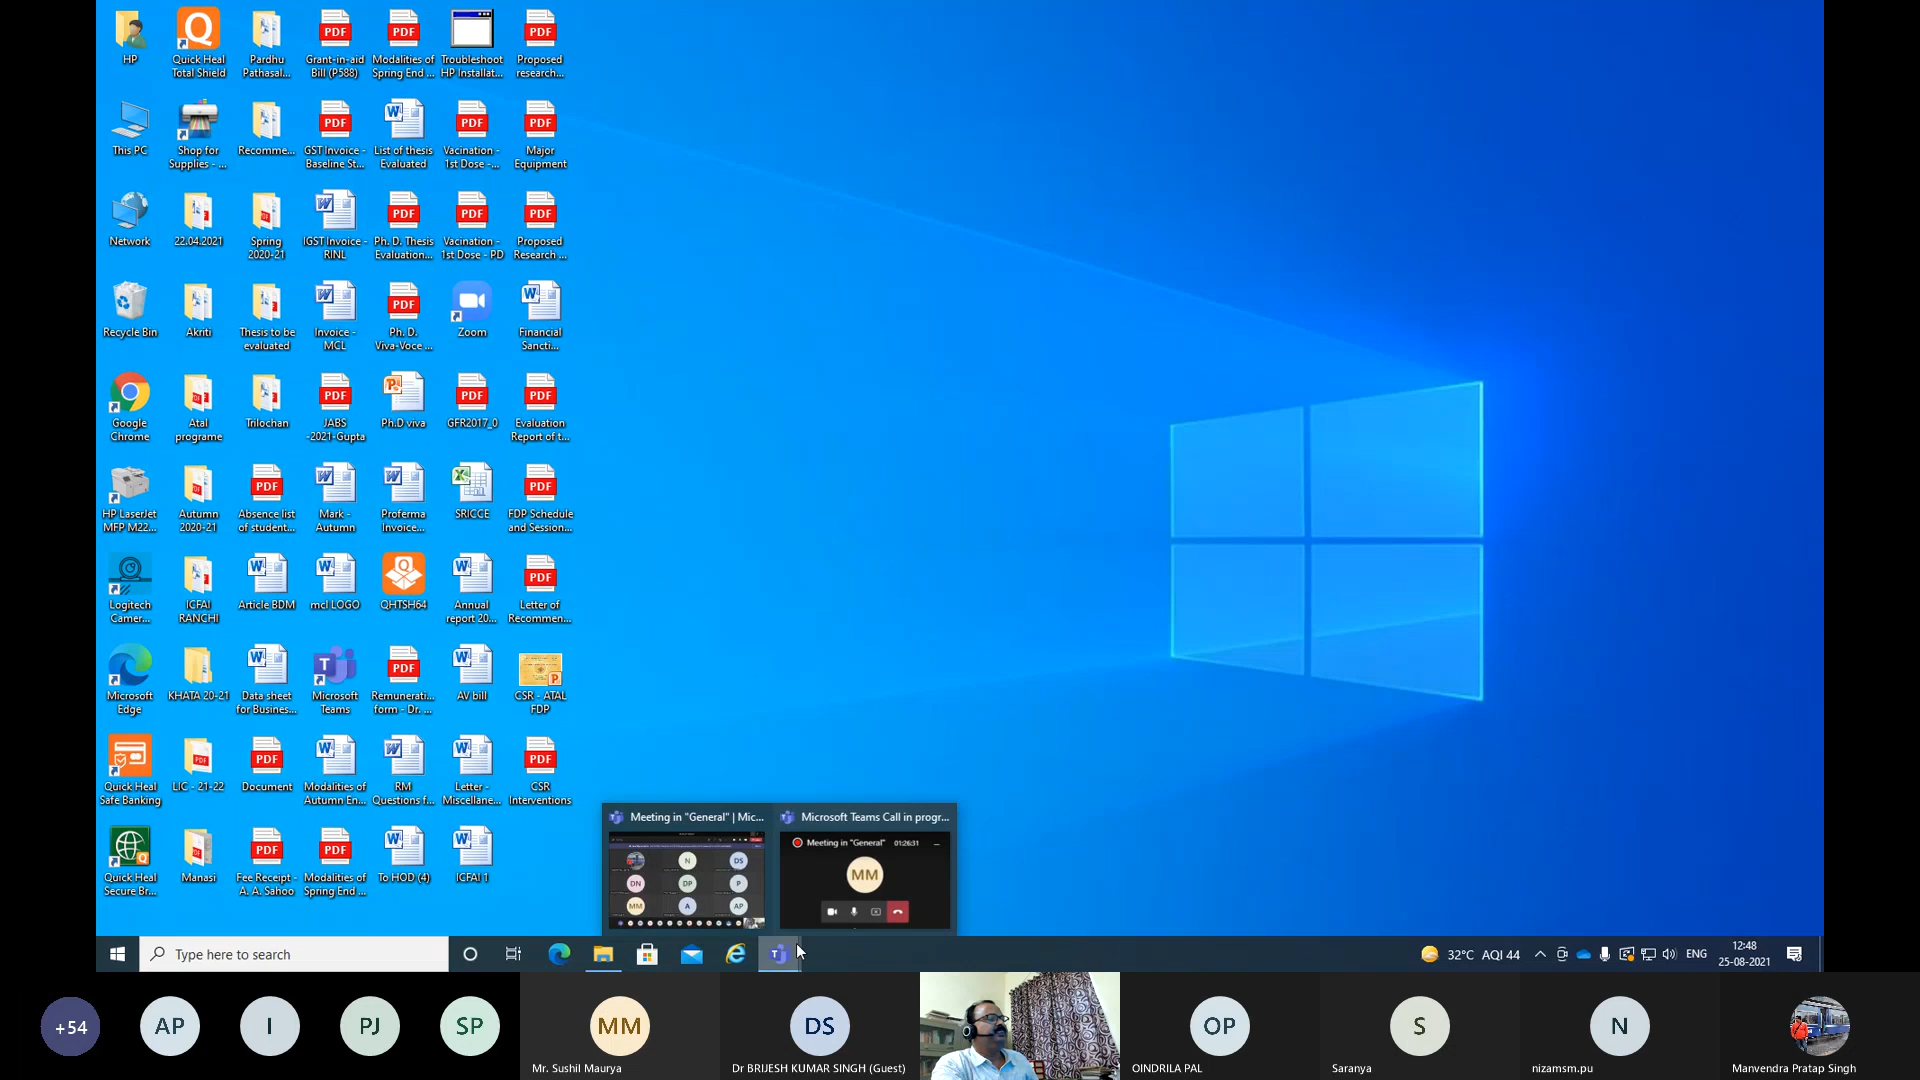 HP
Quick Heal
Total Shield
Pardhu
Pathasal...
Grant-in-aid
Bill (P588)
Modalities of
Spring End ...
Troubleshoot
HP Installat...
Proposed
research...
This PC
Shop for
Supplies - ...
Recomme...
GST Invoice -
Baseline St...
List of thesis
Evaluated
Vacination -
1st Dose -...
Major
Equipment
Network
22.04.2021
Spring
2020-21
IGST Invoice -
RINL
Ph. D. Thesis
Evaluation...
Vacination -
1st Dose - PD
Proposed
Research ...
Recycle Bin
Akriti
Thesis to be
evaluated
Invoice -
MCL
Ph. D.
Viva-Voce ...
Zoom
Financial
Sancti...
Google
Chrome
Atal
programe
Trilochan
JABS
-2021-Gupta
Ph.D viva
GFR2017_0
Evaluation
Report of t...
HP LaserJet
MFP M22...
Autumn
2020-21
Absence list
of student...
Mark -
Autumn
Proferma
Invoice...
SRICCE
FDP Schedule
and Session...
Logitech
Camer...
ICFAI
RANCHI
Article BDM
mcl LOGO
QHTSH64
Annual
report 20...
Letter of
Recommen...
Microsoft
Edge
KHATA 20-21
Data sheet
for Busines...
Microsoft
Teams
Remunerati...
form - Dr. ...
AV bill
CSR - ATAL
FDP
Quick Heal
Safe Banking
LIC - 21-22
Document
Modalities of
Autumn En...
RM
Questions f...
Letter -
Miscellane...
CSR
Interventions
Quick Heal
Secure Br...
Manasi
Fee Receipt -
A. A. Sahoo
Modalities of
Spring End ...
To HOD (4)
ICFAI 1
Meeting in "General" | Mic...
Microsoft Teams Call in progr...
Meeting in "General" 01:26:31
MM
N
DS
DN
DP
P
MM
A
AP
Type here to search
32°C AQI 44
ENG
12:48
25-08-2021
+54
AP
I
PJ
SP
MM
Mr. Sushil Maurya
DS
Dr BRIJESH KUMAR SINGH (Guest)
OP
OINDRILA PAL
S
Saranya
N
nizamsm.pu
Manvendra Pratap Singh